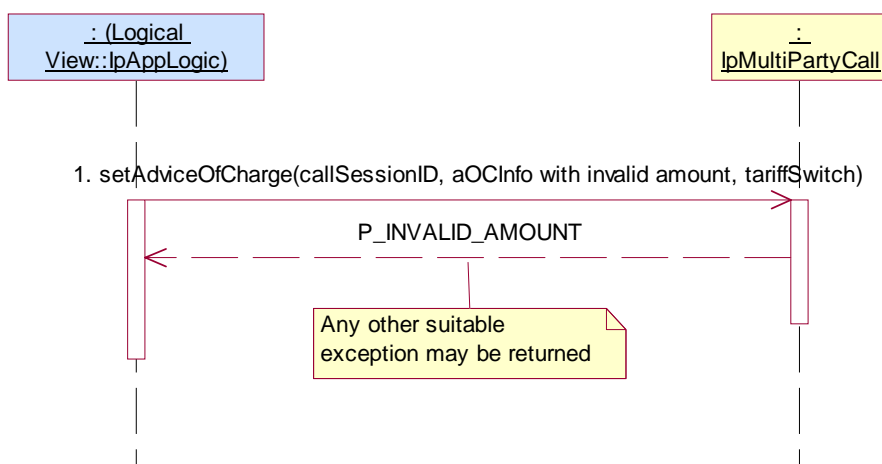 : (Logical
View::IpAppLogic)
:
IpMultiPartyCall
1. setAdviceOfCharge(callSessionID, aOCInfo with invalid amount, tariffSwitch)
P_INVALID_AMOUNT
Any other suitable
exception may be returned